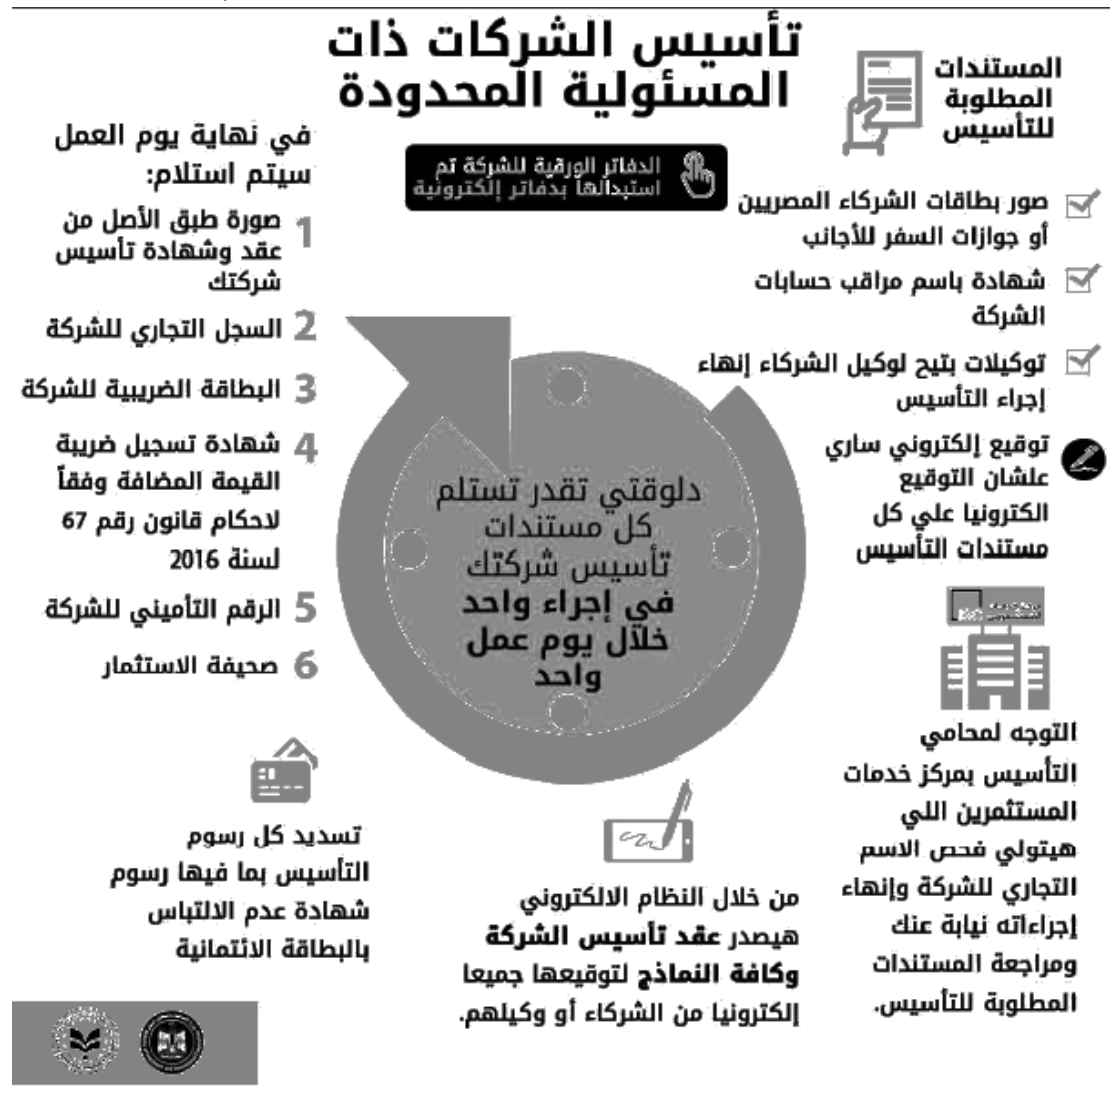 تأسيس الشركات ذات
المسئولية المحدودة
الدفاتر الورقية للشركة تم
استبدالها بدفاتر إلكترونية
المستندات
المطلوبة
للتأسيس
صور بطاقات الشركاء المصريين
أو جوازات السفر للأجانب
شهادة باسم مراقب حسابات
الشركة
توكيلات بتيح لوكيل الشركاء إنهاء
إجراء التأسيس
توقيع إلكتروني ساري
علشان التوقيع
الكترونيا علي كل
مستندات التأسيس
التوجه لمحامي
التأسيس بمركز خدمات
المستثمرين اللي
هيتولي فحص الاسم
التجاري للشركة وإنهاء
إجراءاته نيابة عنك
ومراجعة المستندات
المطلوبة للتأسيس.
من خلال النظام الالكتروني
هيصدر عقد تأسيس الشركة
وكافة النماذج لتوقيعها جميعا
إلكترونيا من الشركاء أو وكيلهم.
تسديد كل رسوم
التأسيس بما فيها رسوم
شهادة عدم الالتباس
بالبطاقة الائتمانية
دلوقتي تقدر تستلم
كل مستندات
تأسيس شركتك
في إجراء واحد
خلال يوم عمل
واحد
في نهاية يوم العمل
سيتم استلام:
1 صورة طبق الأصل من
عقد وشهادة تأسيس
شركتك
2 السجل التجاري للشركة
3 البطاقة الضريبية للشركة
4 شهادة تسجيل ضريبة
القيمة المضافة وفقاً
لاحكام قانون رقم 67
لسنة 2016
5 الرقم التأميني للشركة
6 صحيفة الاستثمار